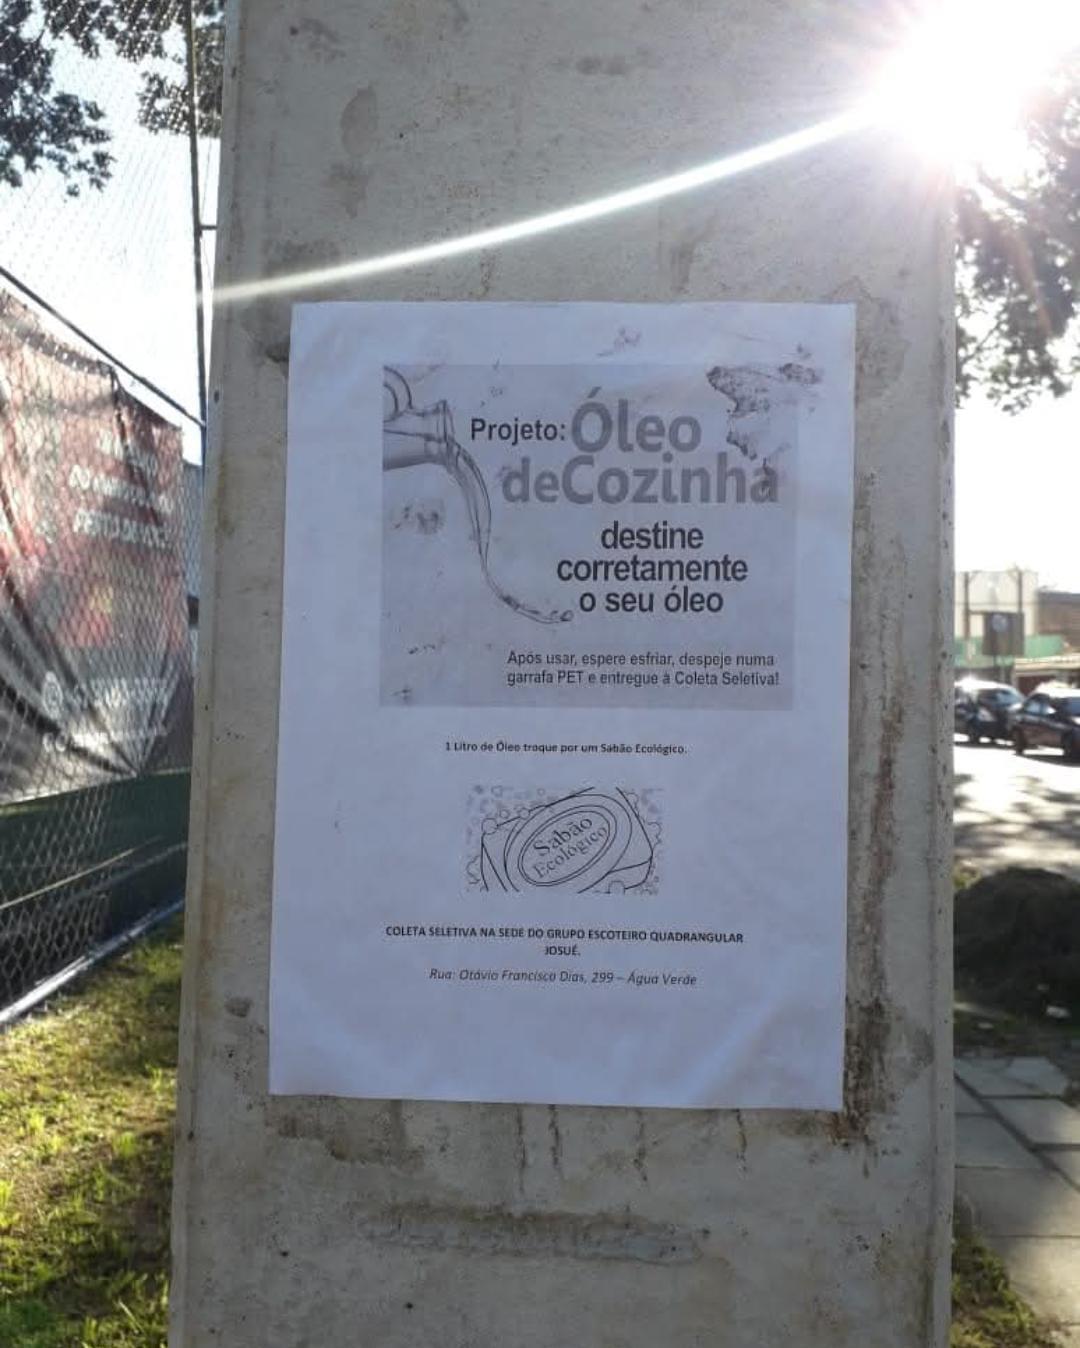 Projeto: Óleo
deCozinha
destine
corretamente
o seu óleo
Após usar, espere esfriar, despeje numa
garrafa PET e entregue à Coleta Seletiva!
1 Litro de Óleo troque por um Sabão Ecológico.
Sabão
Ecológico
COLETA SELETIVA NA SEDE DO GRUPO ESCOTEIRO QUADRANGULAR
JOSUÉ.
Rua: Otávio Francisco Dias, 299 – Água Verde